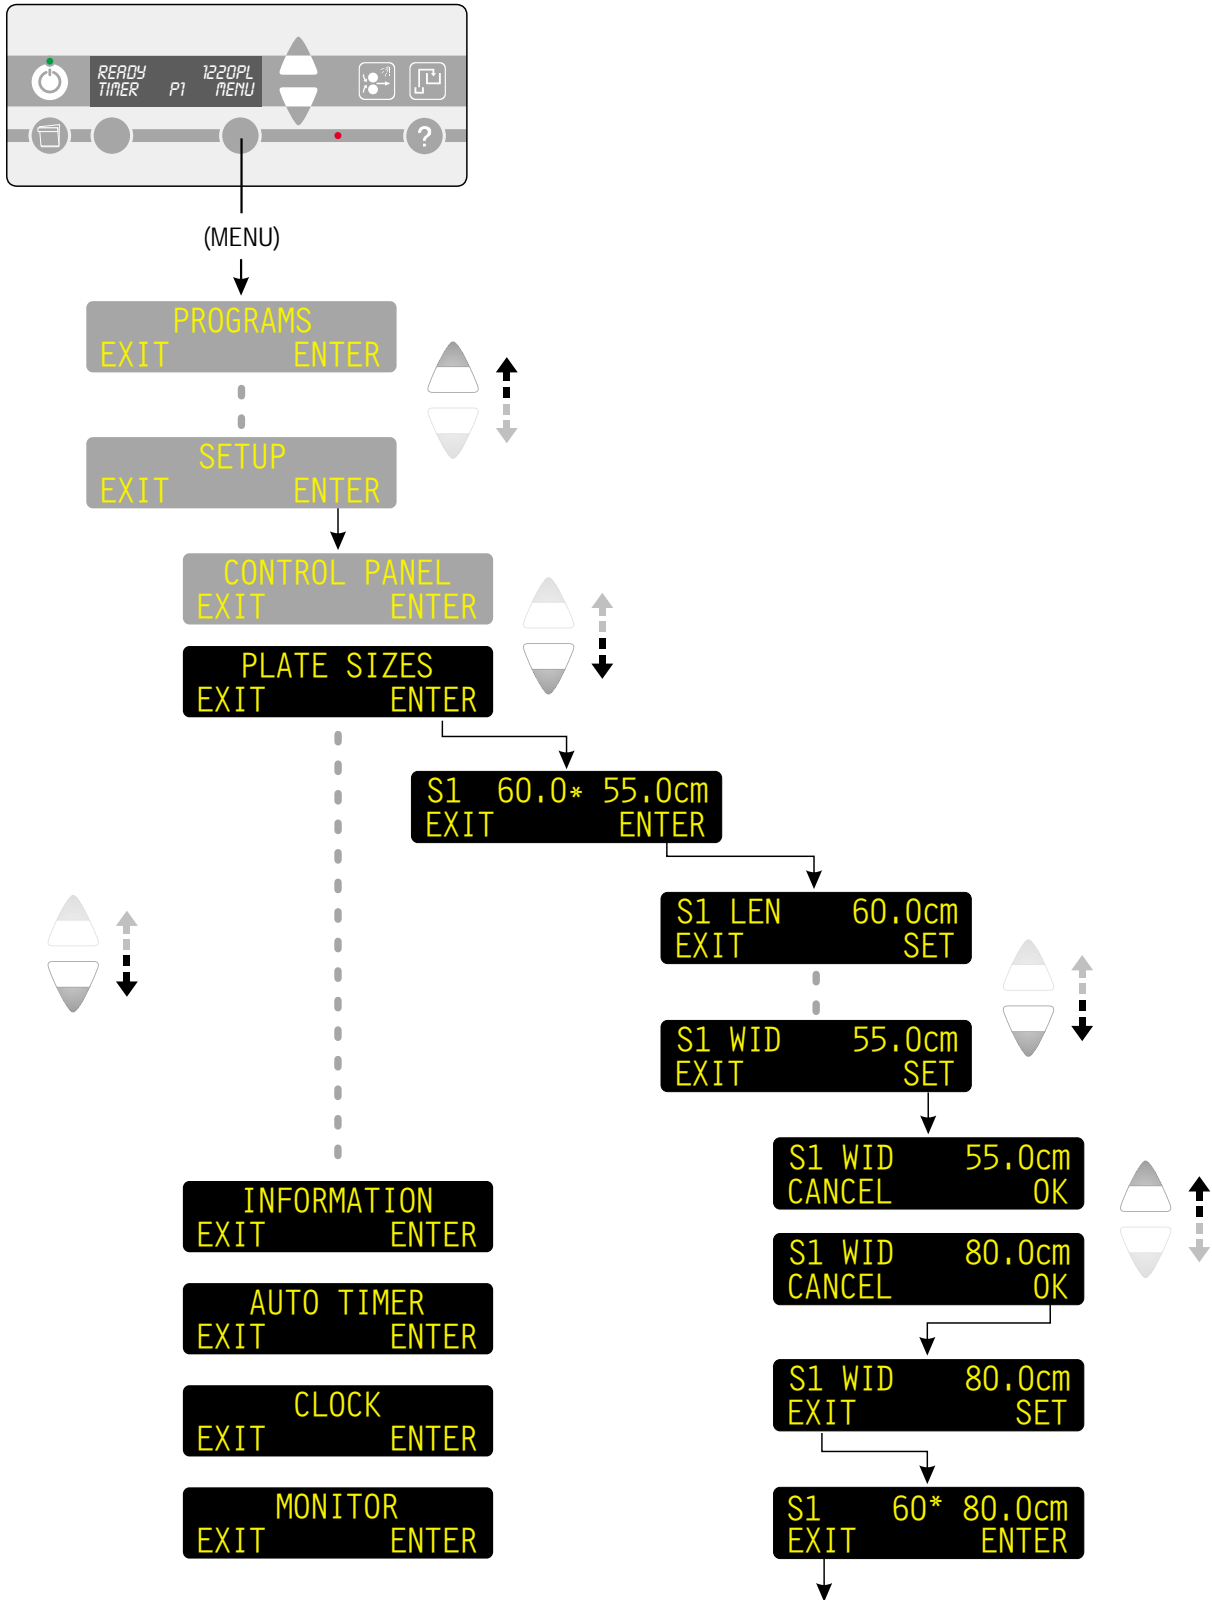 READY 1220PL
TIMER P1 MENU
?
(MENU)
PROGRAMS
EXIT ENTER
SETUP
EXIT ENTER
CONTROL PANEL
EXIT ENTER
PLATE SIZES
EXIT ENTER
S1 60.0* 55.0cm
EXIT ENTER
S1 LEN 60.0cm
EXIT SET
S1 WID 55.0cm
EXIT SET
S1 WID 55.0cm
CANCEL OK
S1 WID 80.0cm
CANCEL OK
S1 WID 80.0cm
EXIT SET
S1 60* 80.0cm
EXIT ENTER
INFORMATION
EXIT ENTER
AUTO TIMER
EXIT ENTER
CLOCK
EXIT ENTER
MONITOR
EXIT ENTER